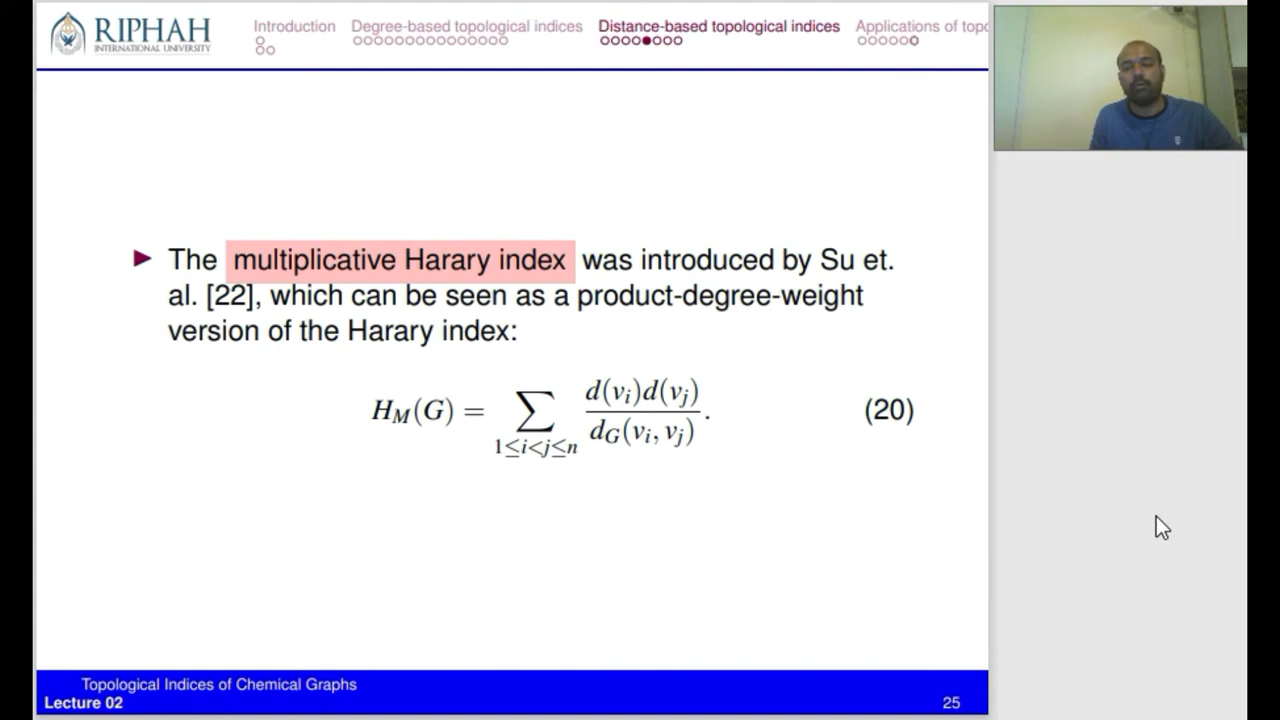 RIPHAH
INTERNATIONAL UNIVERSITY
Introduction
Degree-based topological indices
Distance-based topological indices
Applications of topo
▶ The multiplicative Harary index was introduced by Su et.
al. [22], which can be seen as a product-degree-weight
version of the Harary index:
H_M(G) = ∑_{1≤i<j≤n} d(v_i)d(v_j) / d_G(v_i, v_j). (20)
Topological Indices of Chemical Graphs
Lecture 02
25